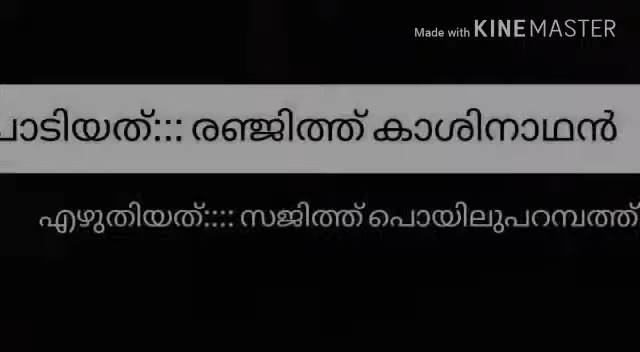 Made with KINEMASTER
പാടിയത്::: രഞ്ജിത്ത് കാശിനാഥൻ
എഴുതിയത്:::: സജിത്ത് പൊയിലുപറമ്പത്ത്